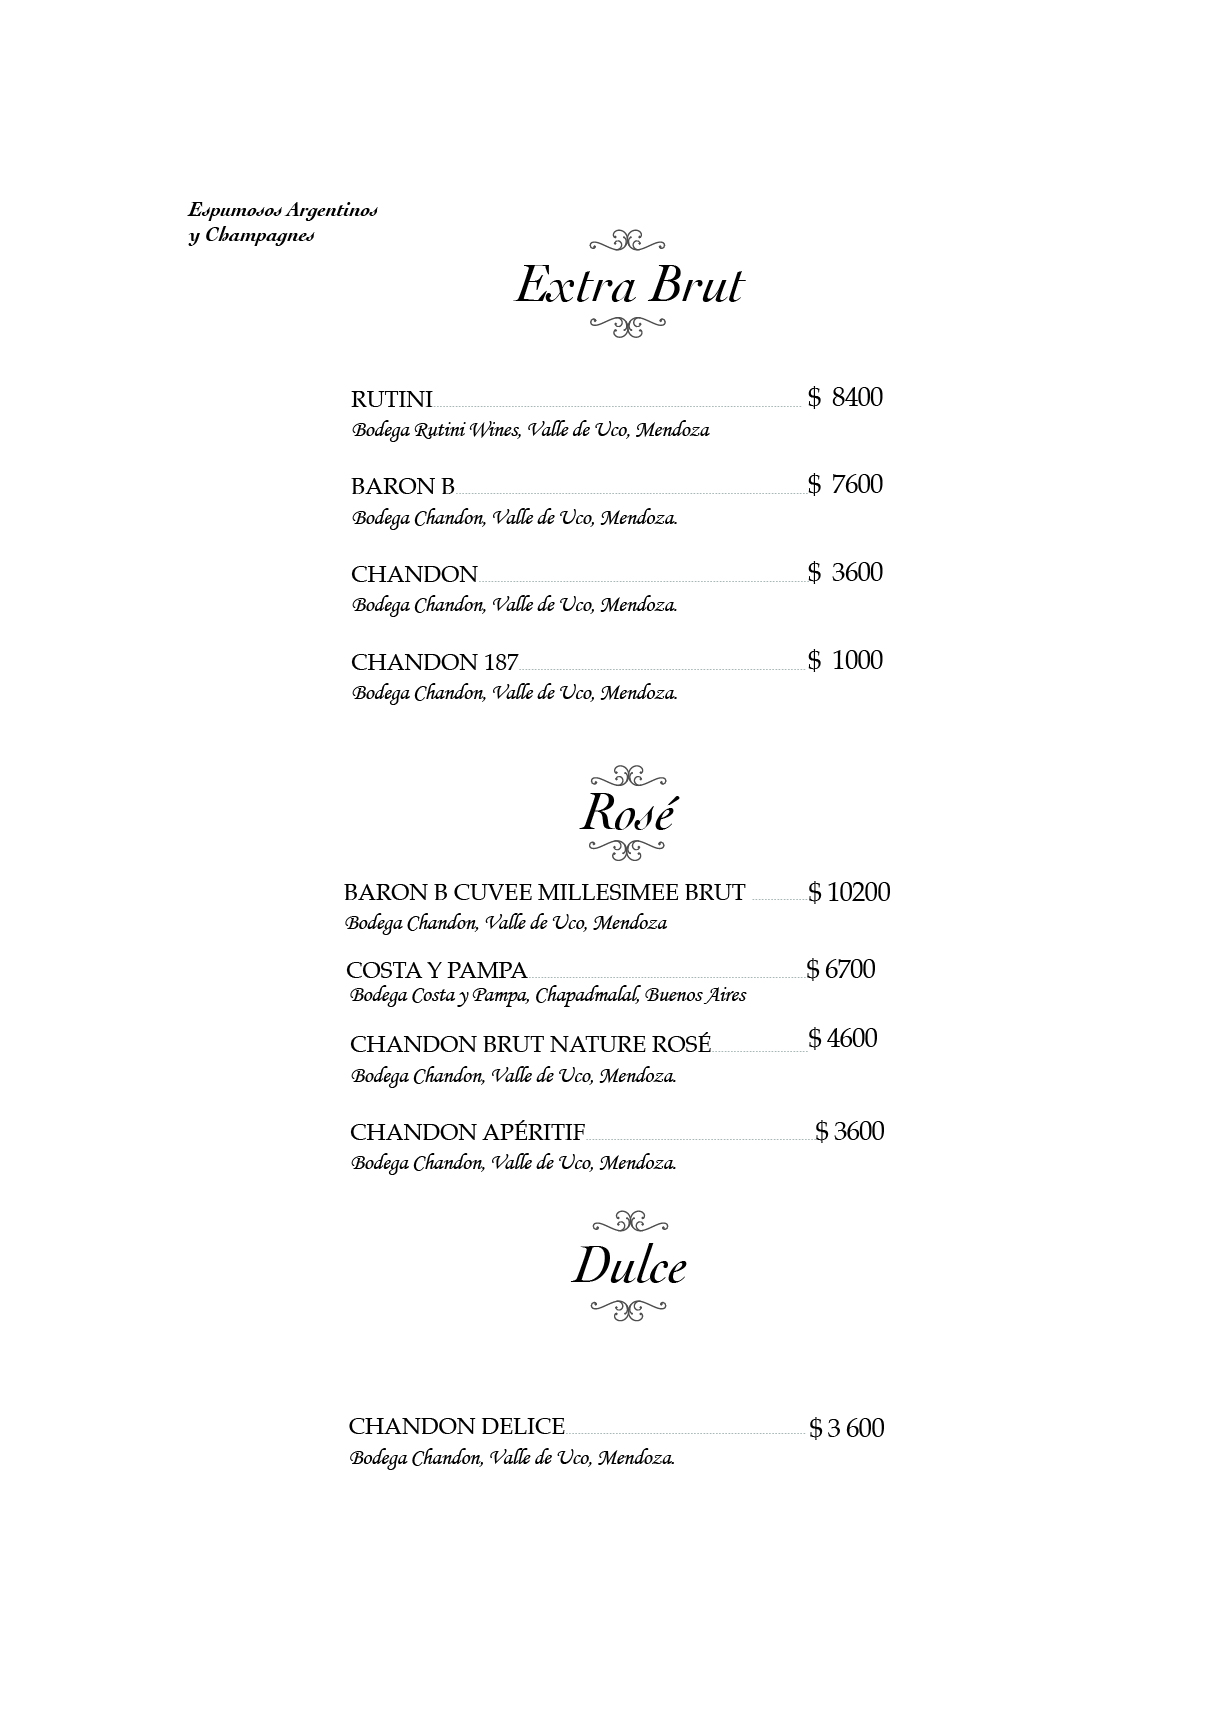 Espumosos Argentinos
y Champagnes
Extra Brut
RUTINI $ 8400
Bodega Rutini Wines, Valle de Uco, Mendoza
BARON B $ 7600
Bodega Chandon, Valle de Uco, Mendoza.
CHANDON $ 3600
Bodega Chandon, Valle de Uco, Mendoza.
CHANDON 187 $ 1000
Bodega Chandon, Valle de Uco, Mendoza.
Rosé
BARON B CUVEE MILLESIMEE BRUT $ 10200
Bodega Chandon, Valle de Uco, Mendoza
COSTA Y PAMPA $ 6700
Bodega Costa y Pampa, Chapadmalal, Buenos Aires
CHANDON BRUT NATURE ROSÉ $ 4600
Bodega Chandon, Valle de Uco, Mendoza.
CHANDON APÉRITIF $ 3600
Bodega Chandon, Valle de Uco, Mendoza.
Dulce
CHANDON DELICE $ 3 600
Bodega Chandon, Valle de Uco, Mendoza.